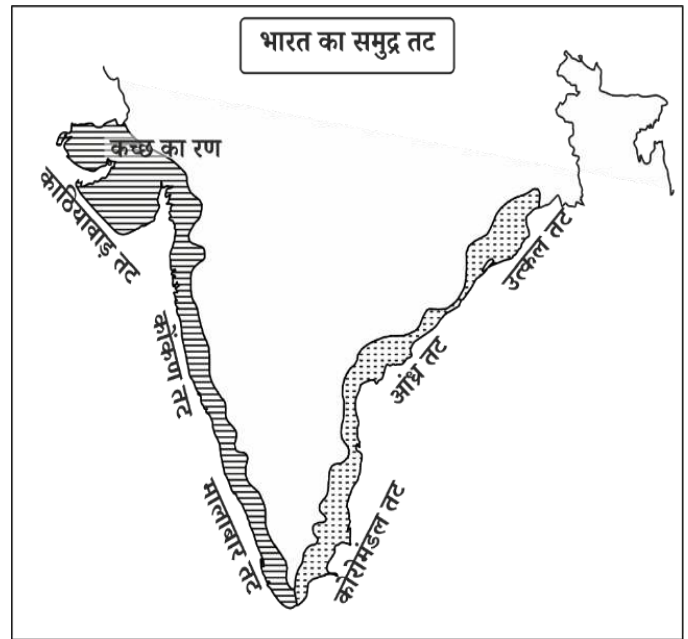 भारत का समुद्र तट
कच्छ का रण
काठियावाड़ तट
कोंकण तट
मालाबार तट
कोरोमंडल तट
आंध्र तट
उत्कल तट